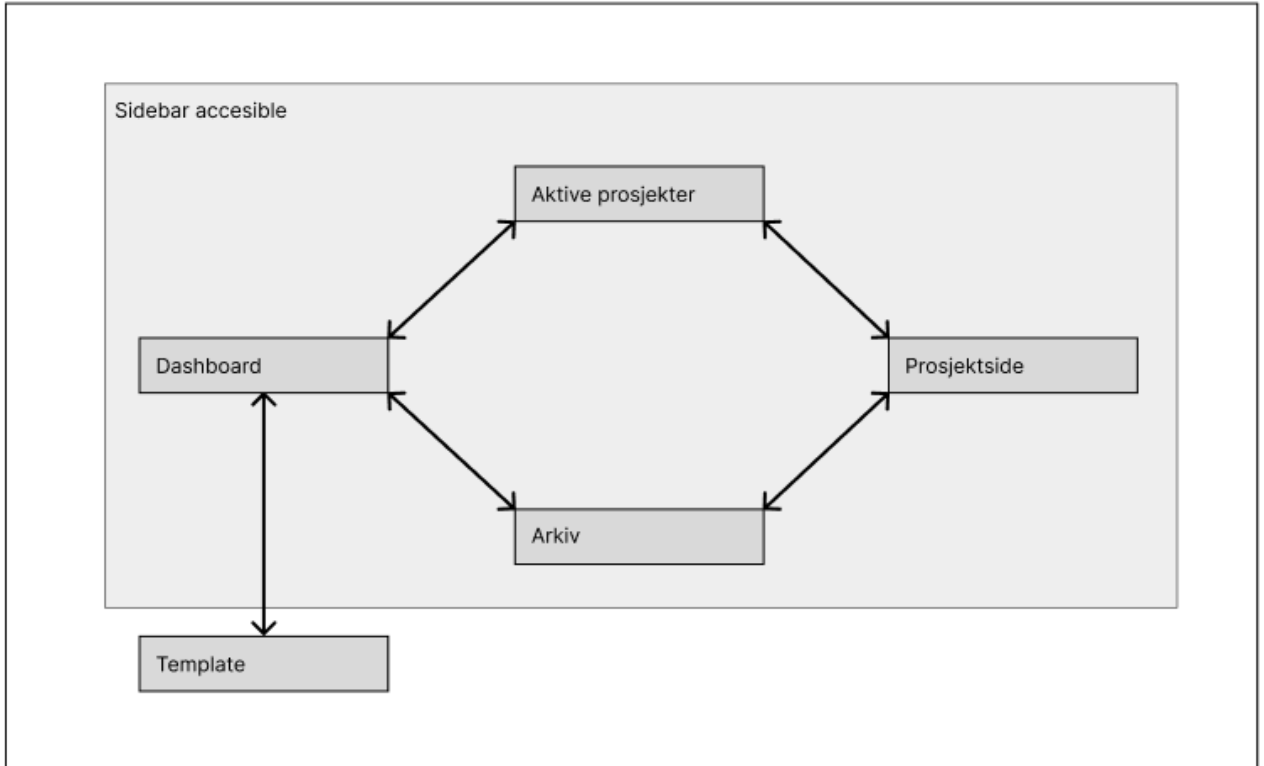 Sidebar accesible
Aktive prosjekter
Dashboard
Prosjektside
Arkiv
Template